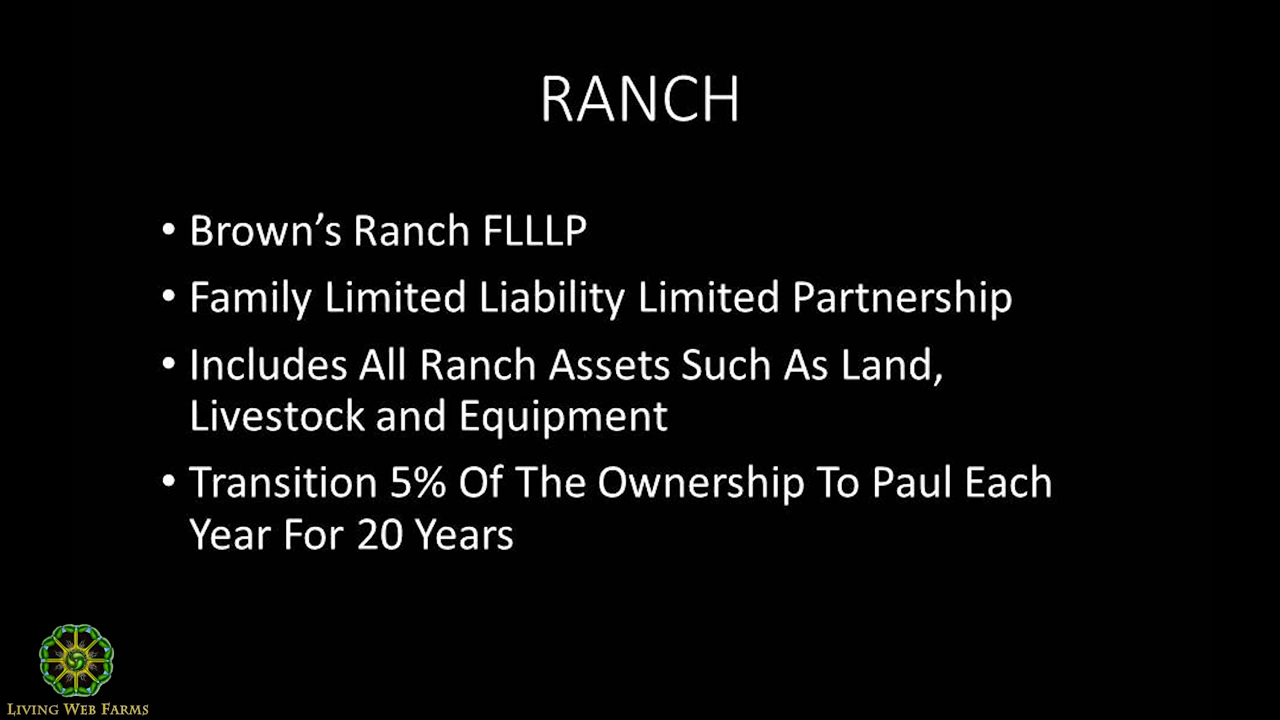 RANCH
• Brown’s Ranch FLLLP
• Family Limited Liability Limited Partnership
• Includes All Ranch Assets Such As Land,
Livestock and Equipment
• Transition 5% Of The Ownership To Paul Each
Year For 20 Years
LIVING WEB FARMS